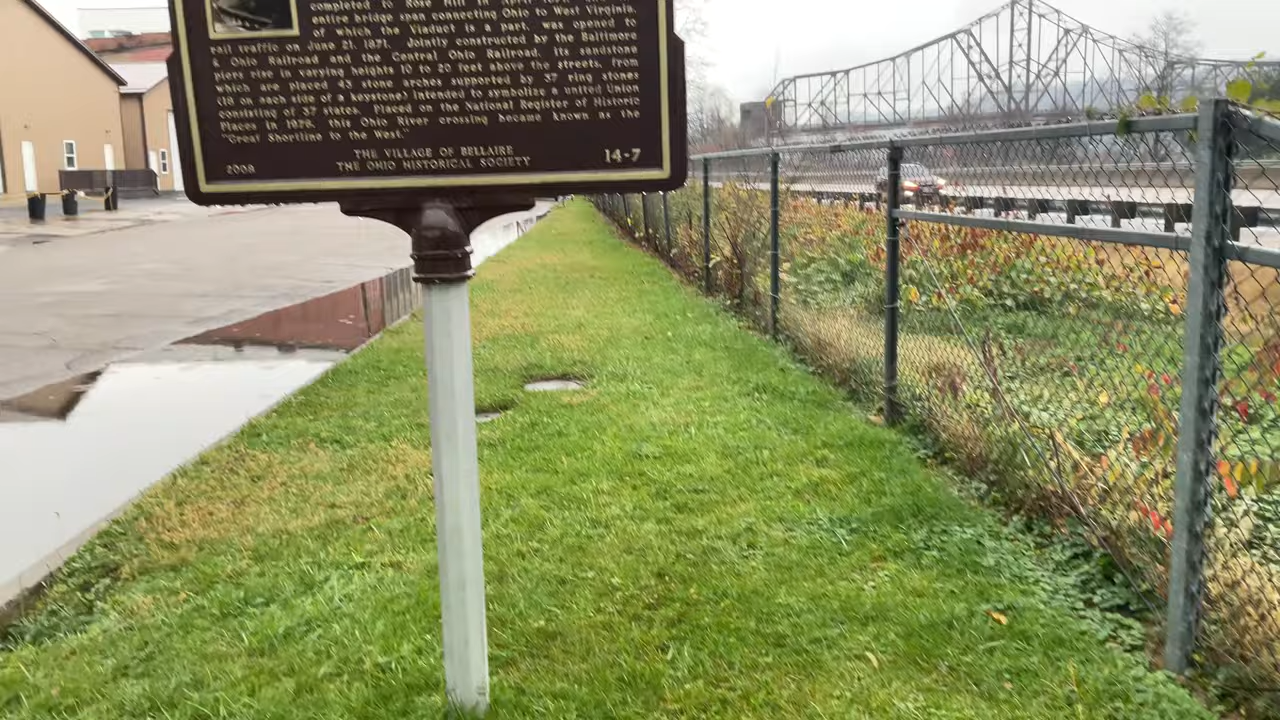 completed to Rose Hill in April 1871, and the
entire bridge span connecting Ohio to West Virginia,
of which the viaduct is a part, was opened to
rail traffic on June 21, 1871. Jointly constructed by the Baltimore
& Ohio Railroad and the Central Ohio Railroad, its sandstone
piers rise in varying heights 10 to 20 feet above the streets, from
which are placed 43 stone arches supported by 37 ring stones
(18 on each side of a keystone) intended to symbolize a united Union
consisting of 37 states. Placed on the National Register of Historic
Places in 1976, this Ohio River crossing became known as the
"Great Shortline to the West."
THE VILLAGE OF BELLAIRE
THE OHIO HISTORICAL SOCIETY
2008
14-7